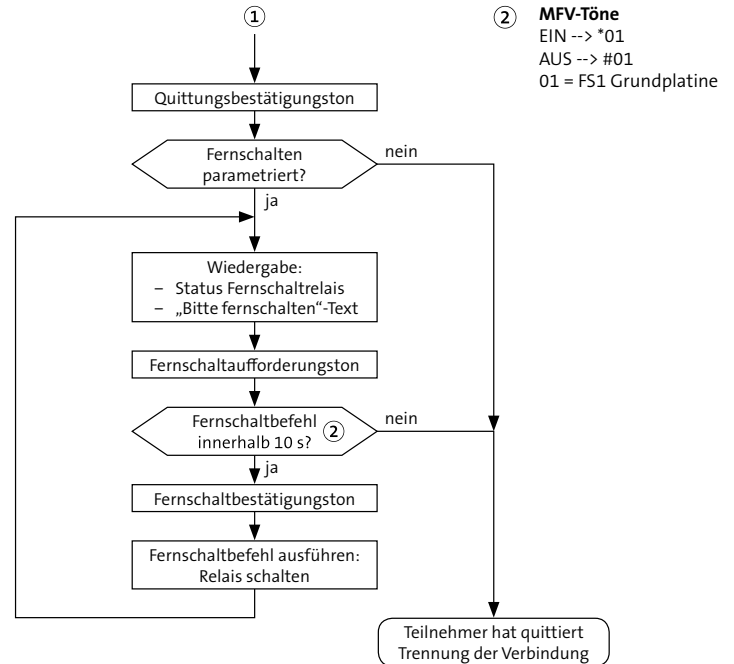 ①
② MFV-Töne
EIN --> *01
AUS --> #01
01 = FS1 Grundplatine
Quittungsbestätigungston
Fernschalten
parametriert?
nein
ja
Wiedergabe:
– Status Fernschaltrelais
– „Bitte fernschalten“-Text
Fernschaltaufforderungston
Fernschaltbefehl
innerhalb 10 s? ②
nein
ja
Fernschaltbestätigungston
Fernschaltbefehl ausführen:
Relais schalten
Teilnehmer hat quittiert
Trennung der Verbindung